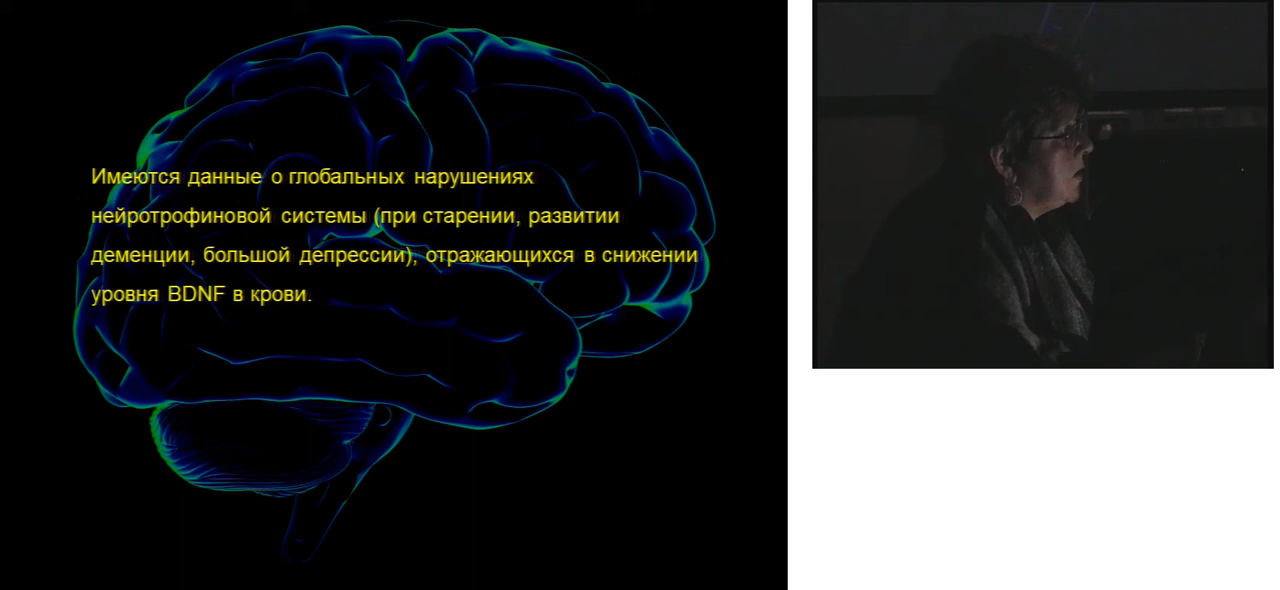 Имеются данные о глобальных нарушениях
нейротрофиновой системы (при старении, развитии
деменции, большой депрессии), отражающихся в снижении
уровня BDNF в крови.